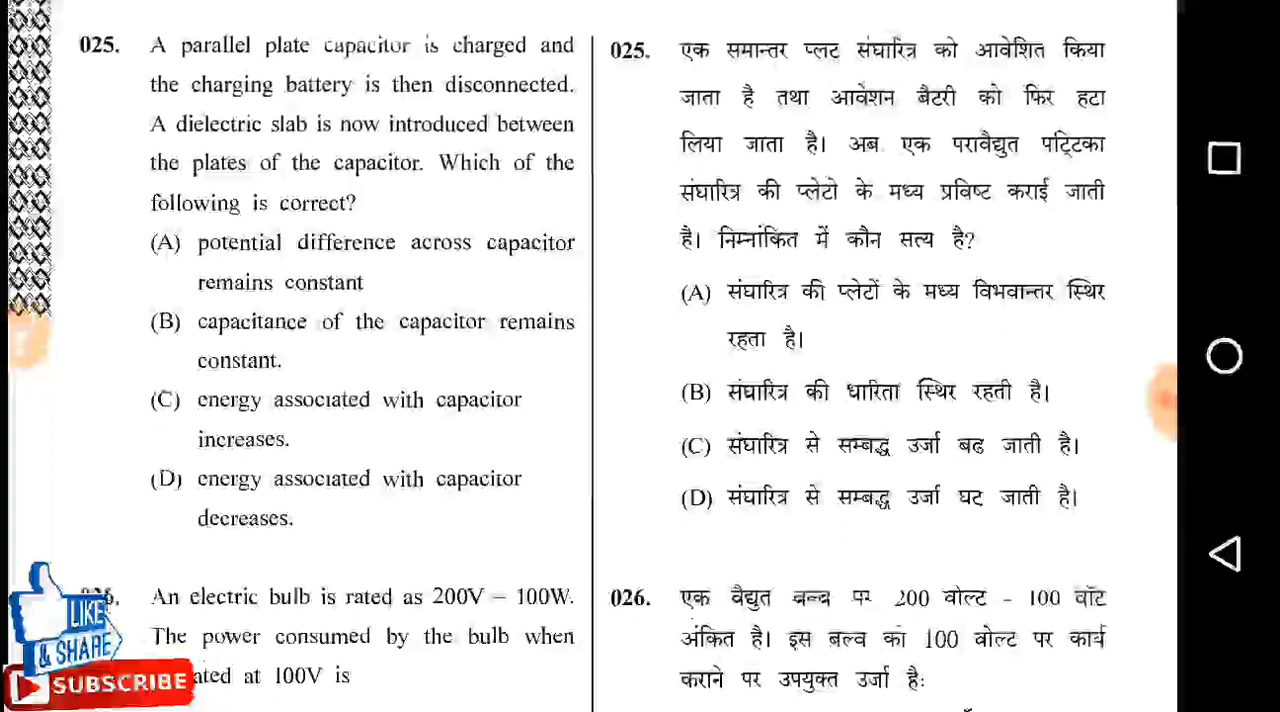 025. A parallel plate capacitor is charged and
the charging battery is then disconnected.
A dielectric slab is now introduced between
the plates of the capacitor. Which of the
following is correct?
(A) potential difference across capacitor
remains constant
(B) capacitance of the capacitor remains
constant.
(C) energy associated with capacitor
increases.
(D) energy associated with capacitor
decreases.
An electric bulb is rated as 200V – 100W.
The power consumed by the bulb when
ated at 100V is
025. एक समान्तर प्लट संघारित्र को आवेशित किया
जाता है तथा आवेशन बैटरी को फिर हटा
लिया जाता है। अब एक परावैद्युत पट्टिका
संघारित्र की प्लेटो के मध्य प्रविष्ट कराई जाती
है। निम्नांकित में कौन सत्य है?
(A) संघारित्र की प्लेटों के मध्य विभवान्तर स्थिर
रहता है।
(B) संघारित्र की धारिता स्थिर रहती है।
(C) संघारित्र से सम्बद्ध उर्जा बढ जाती है।
(D) संघारित्र से सम्बद्ध उर्जा घट जाती है।
026. एक वैद्युत बल्व पर 200 वोल्ट - 100 वॉट
अंकित है। इस बल्व को 100 वोल्ट पर कार्य
कराने पर उपयुक्त उर्जा है:
LIKE
& SHARE
SUBSCRIBE